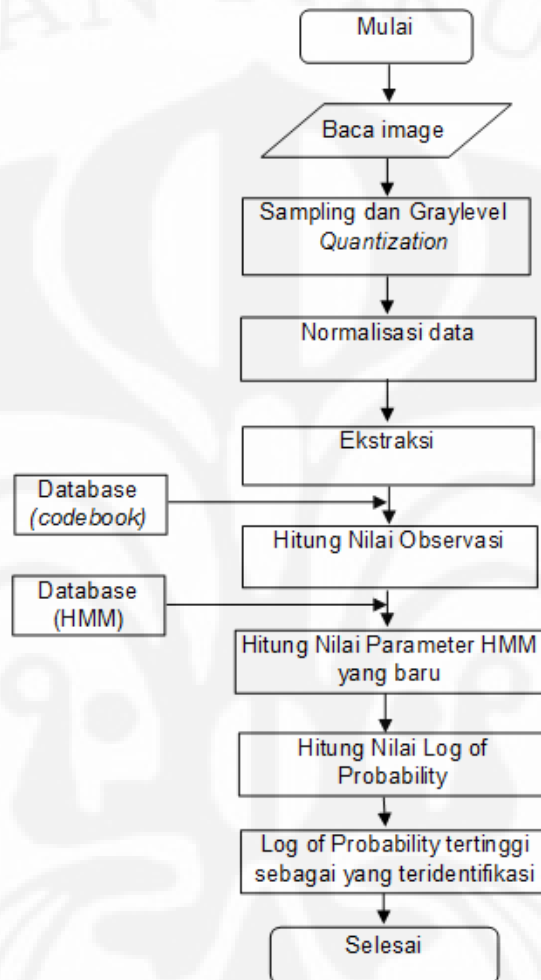 Mulai
Baca image
Sampling dan Graylevel
Quantization
Normalisasi data
Ekstraksi
Database
(codebook)
Hitung Nilai Observasi
Database
(HMM)
Hitung Nilai Parameter HMM
yang baru
Hitung Nilai Log of
Probability
Log of Probability tertinggi
sebagai yang teridentifikasi
Selesai